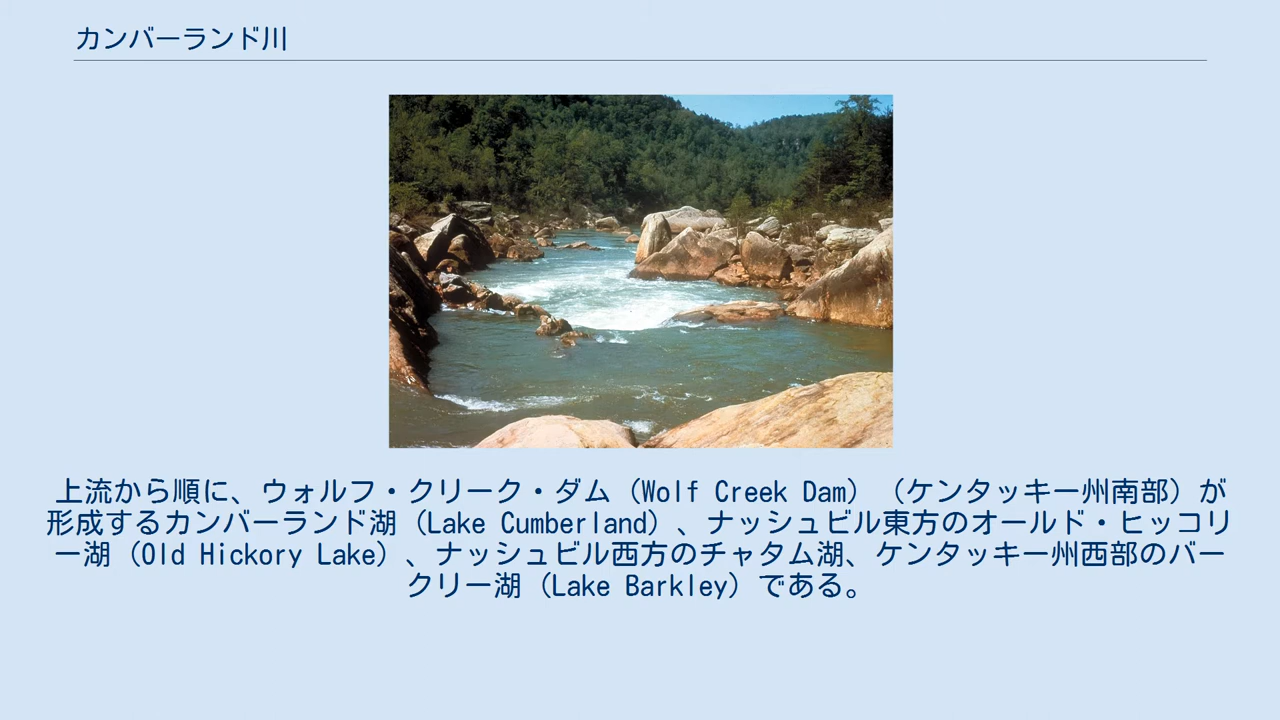 カンバーランド川
上流から順に、ウォルフ・クリーク・ダム（Wolf Creek Dam）（ケンタッキー州南部）が
形成するカンバーランド湖（Lake Cumberland）、ナッシュビル東方のオールド・ヒッコリ
ー湖（Old Hickory Lake）、ナッシュビル西方のチャタム湖、ケンタッキー州西部のバー
クリー湖（Lake Barkley）である。